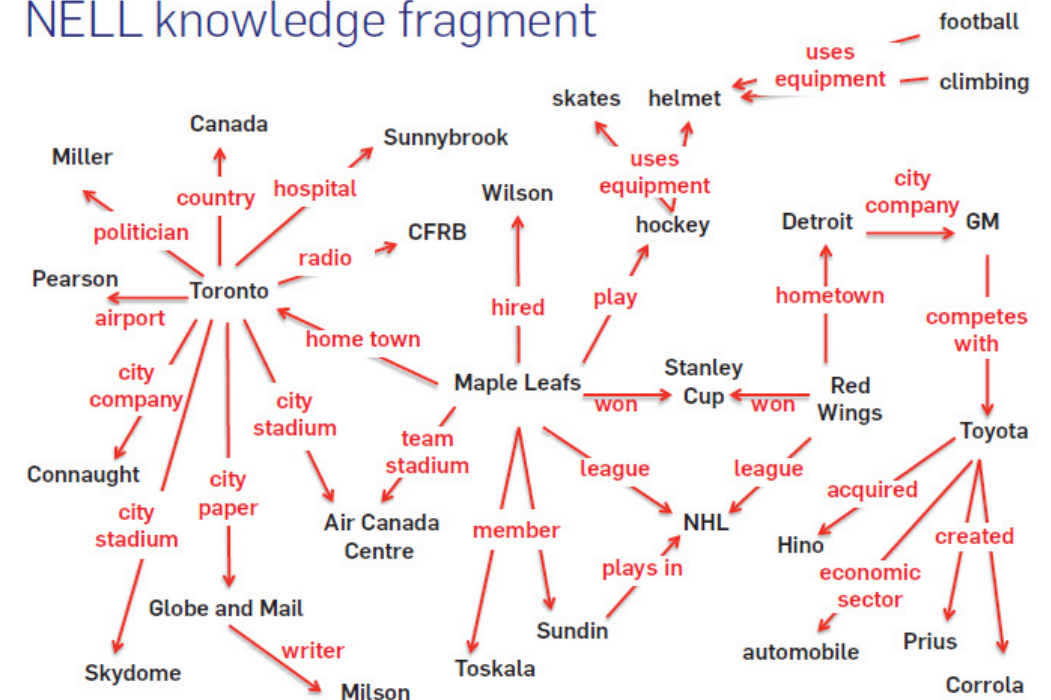 NELL knowledge fragment
football
uses
equipment
climbing
skates
helmet
Canada
Sunnybrook
Miller
uses
equipment
country
hospital
Wilson
city
company
politician
CFRB
hockey
Detroit
GM
radio
Pearson
Toronto
airport
hired
play
hometown
competes
with
home town
Stanley
Cup
city
company
Maple Leafs
won
won
Red
Wings
city
stadium
team
stadium
Toyota
Connaught
league
league
city
paper
acquired
city
stadium
Air Canada
Centre
member
NHL
Hino
created
plays in
economic
sector
Globe and Mail
Sundin
automobile
Prius
writer
Skydome
Toskala
Milson
Corrola